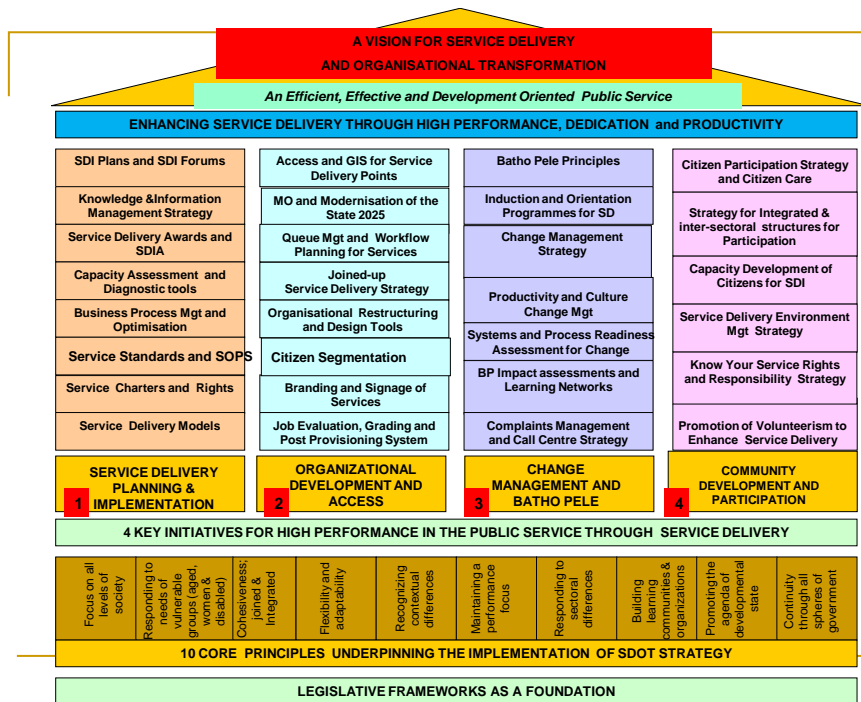 A VISION FOR SERVICE DELIVERY
AND ORGANISATIONAL TRANSFORMATION
An Efficient, Effective and Development Oriented Public Service
ENHANCING SERVICE DELIVERY THROUGH HIGH PERFORMANCE, DEDICATION and PRODUCTIVITY
SDI Plans and SDI Forums
Knowledge &Information
Management Strategy
Service Delivery Awards and
SDIA
Capacity Assessment and
Diagnostic tools
Business Process Mgt and
Optimisation
Service Standards and SOPS
Service Charters and Rights
Service Delivery Models
1
SERVICE DELIVERY
PLANNING &
IMPLEMENTATION
Access and GIS for Service
Delivery Points
MO and Modernisation of the
State 2025
Queue Mgt and Workflow
Planning for Services
Joined-up
Service Delivery Strategy
Organisational Restructuring
and Design Tools
Citizen Segmentation
Branding and Signage of
Services
Job Evaluation, Grading and
Post Provisioning System
2
ORGANIZATIONAL
DEVELOPMENT AND
ACCESS
Batho Pele Principles
Induction and Orientation
Programmes for SD
Change Management
Strategy
Productivity and Culture
Change Mgt
Systems and Process Readiness
Assessment for Change
BP Impact assessments and
Learning Networks
Complaints Management
and Call Centre Strategy
3
CHANGE
MANAGEMENT AND
BATHO PELE
Citizen Participation Strategy
and Citizen Care
Strategy for Integrated &
inter-sectoral structures for
Participation
Capacity Development of
Citizens for SDI
Service Delivery Environment
Mgt Strategy
Know Your Service Rights
and Responsibility Strategy
Promotion of Volunteerism to
Enhance Service Delivery
4
COMMUNITY
DEVELOPMENT AND
PARTICIPATION
4 KEY INITIATIVES FOR HIGH PERFORMANCE IN THE PUBLIC SERVICE THROUGH SERVICE DELIVERY
Focus on all
levels of
society
Responding to
needs of
vulnerable
groups (aged,
women &
disabled)
Cohesiveness;
joined &
Integrated
Flexibility and
adaptability
Recognizing
contextual
differences
Maintaining a
performance
focus
Responding to
sectoral
differences
Building
learning
communities &
organizations
Promoting the
agenda of
developmental
state
Continuity
through all
spheres of
government
10 CORE PRINCIPLES UNDERPINNING THE IMPLEMENTATION OF SDOT STRATEGY
LEGISLATIVE FRAMEWORKS AS A FOUNDATION